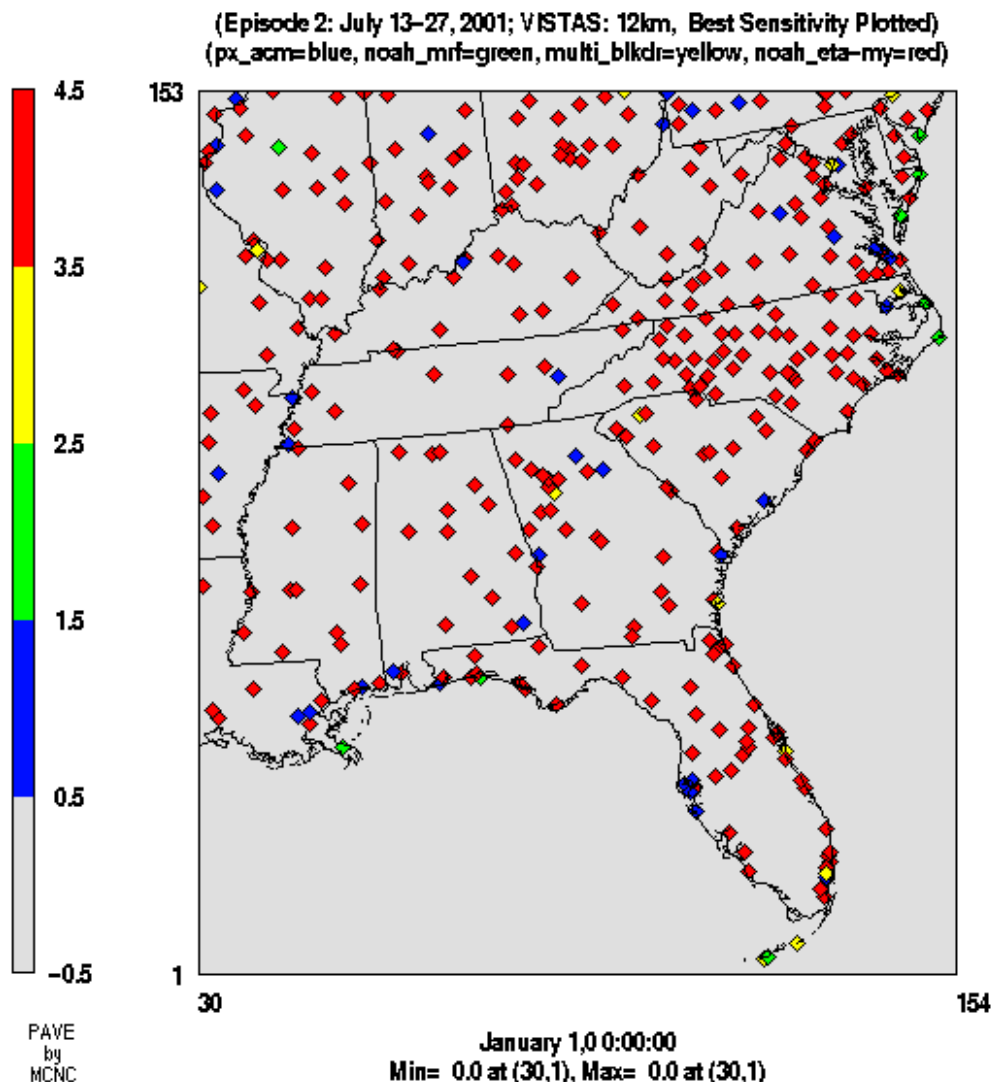 (Episode 2: July 13-27, 2001; VISTAS: 12km, Best Sensitivity Plotted)
(px_acm=blue, noah_mrf=green, multi_blkdr=yellow, noah_eta-my=red)
4.5
3.5
2.5
1.5
0.5
-0.5
153
1
30
154
PAVE
by
MCNC
January 1,0 0:00:00
Min= 0.0 at (30,1), Max= 0.0 at (30,1)